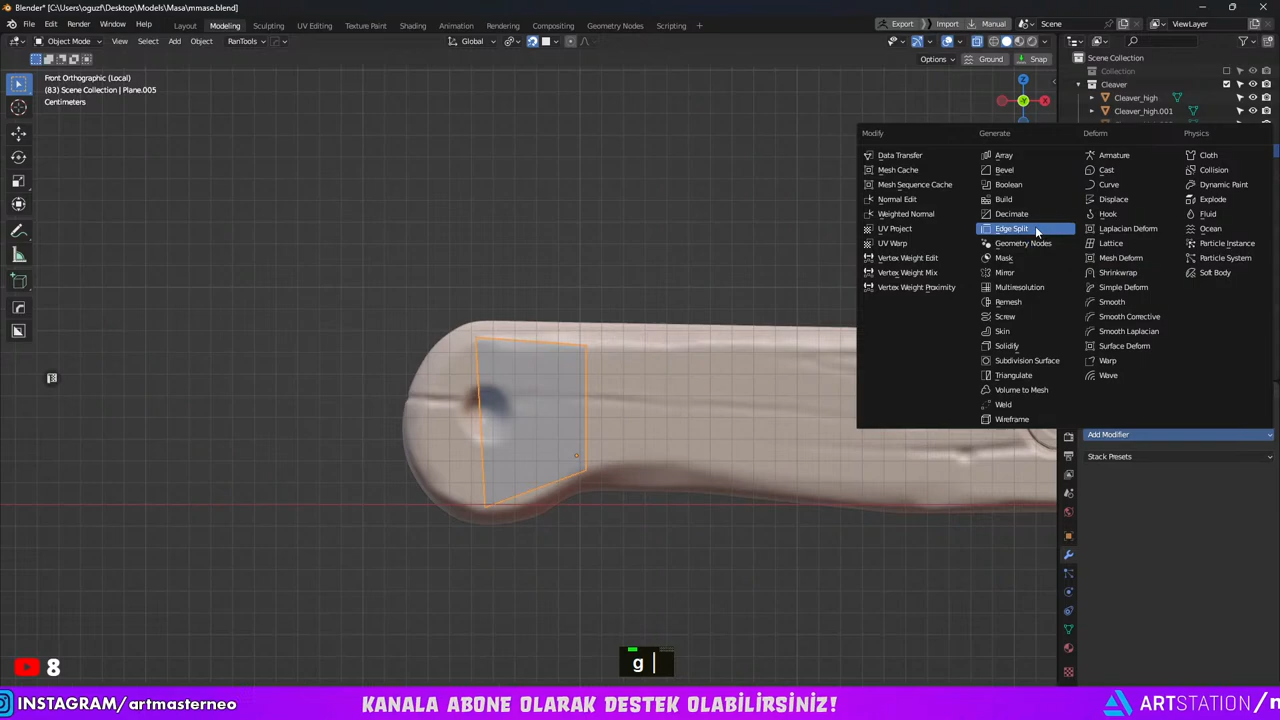 Blender* [C:\Users\oguzf\Desktop\Models\Masa\mmase.blend]
File Edit Render Window Help Layout Modeling Sculpting UV Editing Texture Paint Shading Animation Rendering Compositing Geometry Nodes Scripting + Export Import Manual Scene ViewLayer
Object Mode View Select Add Object RanTools Global
Options Ground Snap
Front Orthographic (Local)
(83) Scene Collection | Plane.005
Centimeters
Z
Y
X
Scene Collection
Collection
Cleaver
Cleaver_high
Cleaver_high.001
Modify Generate Deform Physics
Data Transfer Array Armature Cloth
Mesh Cache Bevel Cast Collision
Mesh Sequence Cache Boolean Curve Dynamic Paint
Normal Edit Build Displace Explode
Weighted Normal Decimate Hook Fluid
UV Project Edge Split Laplacian Deform Ocean
UV Warp Geometry Nodes Lattice Particle Instance
Vertex Weight Edit Mask Mesh Deform Particle System
Vertex Weight Mix Mirror Shrinkwrap Soft Body
Vertex Weight Proximity Multiresolution Simple Deform
Remesh Smooth
Screw Smooth Corrective
Skin Smooth Laplacian
Solidify Surface Deform
Subdivision Surface Warp
Triangulate Wave
Volume to Mesh
Weld
Wireframe
Add Modifier
Stack Presets
g
8
INSTAGRAM/artmasterneo KANALA ABONE OLARAK DESTEK OLABİLİRSİNİZ! ARTSTATION/